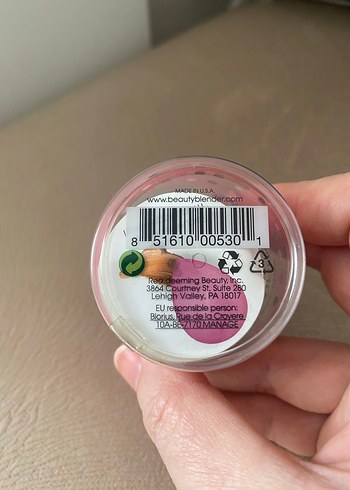 MADE IN U.S.A.
www.beautyblender.com
8 51610 00530 1
3
Rea.deeming Beauty, Inc.
3864 Courtney St. Suite 280
Lehigh Valley, PA 18017
EU responsible person:
Biorius, Rue de la Croyere
10A-BE-7170 MANAGE